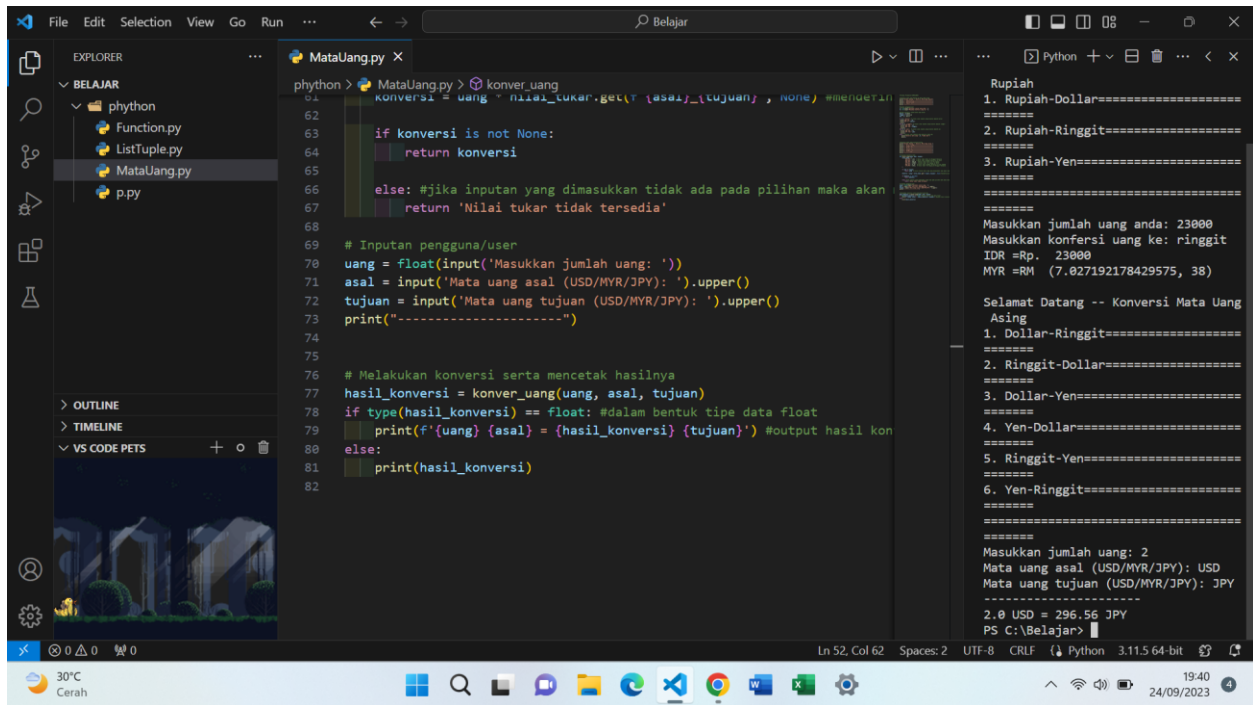 File Edit Selection View Go Run ... Belajar
EXPLORER
BELAJAR
phython
Function.py
ListTuple.py
MataUang.py
p.py
OUTLINE
TIMELINE
VS CODE PETS
MataUang.py
phython > MataUang.py > konver_uang
61 konversi = uang * nilai_tukar.get(f'{asal}_{tujuan}', None) #mendefin
62
63 if konversi is not None:
64 return konversi
65
66 else: #jika inputan yang dimasukkan tidak ada pada pilihan maka akan
67 return 'Nilai tukar tidak tersedia'
68
69 # Inputan pengguna/user
70 uang = float(input('Masukkan jumlah uang: '))
71 asal = input('Mata uang asal (USD/MYR/JPY): ').upper()
72 tujuan = input('Mata uang tujuan (USD/MYR/JPY): ').upper()
73 print("----------------------")
74
75
76 # Melakukan konversi serta mencetak hasilnya
77 hasil_konversi = konver_uang(uang, asal, tujuan)
78 if type(hasil_konversi) == float: #dalam bentuk tipe data float
79 print(f'{uang} {asal} = {hasil_konversi} {tujuan}') #output hasil kon
80 else:
81 print(hasil_konversi)
82
Python
Rupiah
1. Rupiah-Dollar===================
=======
2. Rupiah-Ringgit==================
=======
3. Rupiah-Yen======================
=======
==================================
=======
Masukkan jumlah uang anda: 23000
Masukkan konfersi uang ke: ringgit
IDR =Rp. 23000
MYR =RM (7.027192178429575, 38)
Selamat Datang -- Konversi Mata Uang
Asing
1. Dollar-Ringgit==================
=======
2. Ringgit-Dollar==================
=======
3. Dollar-Yen======================
=======
4. Yen-Dollar======================
=======
5. Ringgit-Yen=====================
=======
6. Yen-Ringgit=====================
=======
==================================
=======
Masukkan jumlah uang: 2
Mata uang asal (USD/MYR/JPY): USD
Mata uang tujuan (USD/MYR/JPY): JPY
----------------------
2.0 USD = 296.56 JPY
PS C:\Belajar>
0 0 0 Ln 52, Col 62 Spaces: 2 UTF-8 CRLF Python 3.11.5 64-bit
30°C
Cerah
19:40
24/09/2023
4